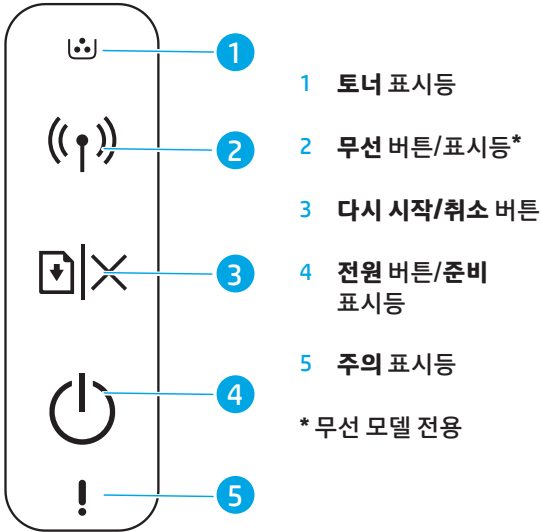 1
2
3
4
5
1 토너 표시등
2 무선 버튼/표시등*
3 다시 시작/취소 버튼
4 전원 버튼/준비
표시등
5 주의 표시등
* 무선 모델 전용